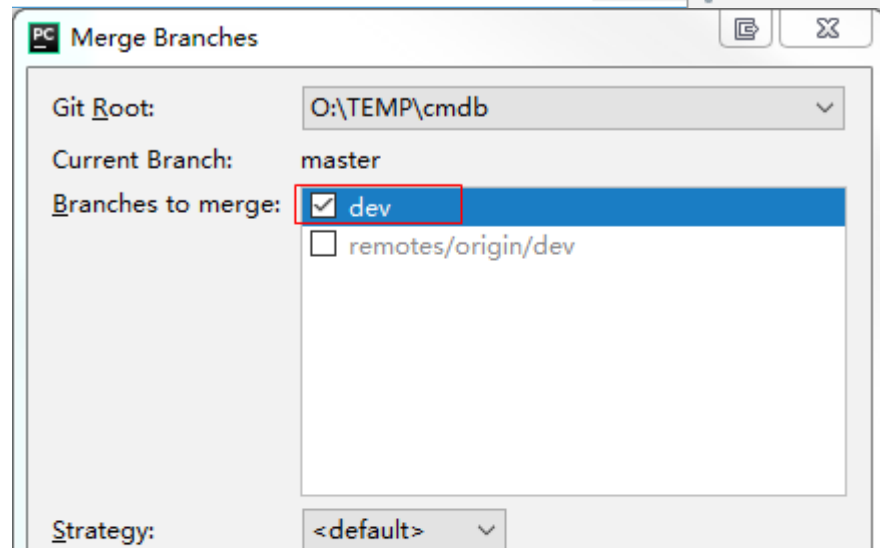 PC Merge Branches
Git Root: O:\TEMP\cmdb
Current Branch: master
Branches to merge: dev
remotes/origin/dev
Strategy: <default>